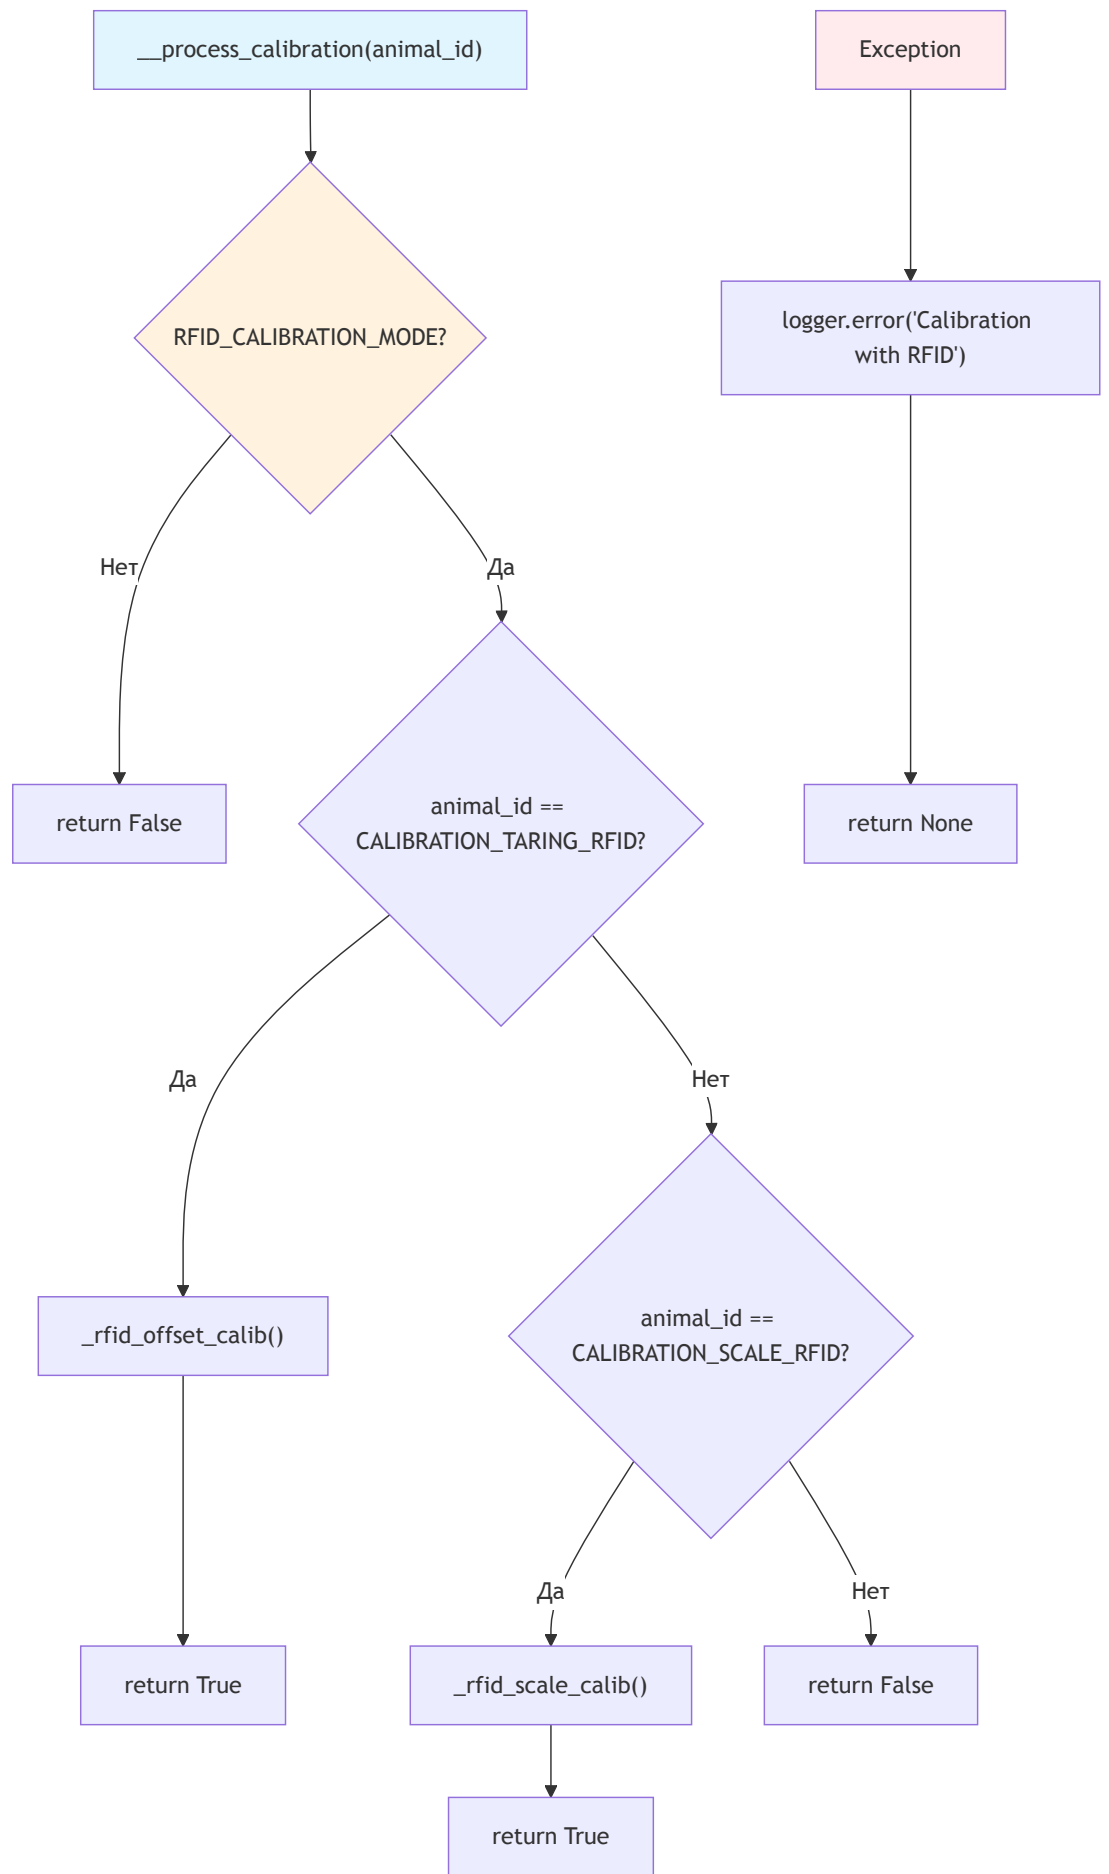 __process_calibration(animal_id)
Exception
RFID_CALIBRATION_MODE?
logger.error('Calibration
with RFID')
Нет
Да
return False
animal_id ==
CALIBRATION_TARING_RFID?
return None
Да
Нет
_rfid_offset_calib()
animal_id ==
CALIBRATION_SCALE_RFID?
Да
Нет
return True
_rfid_scale_calib()
return False
return True